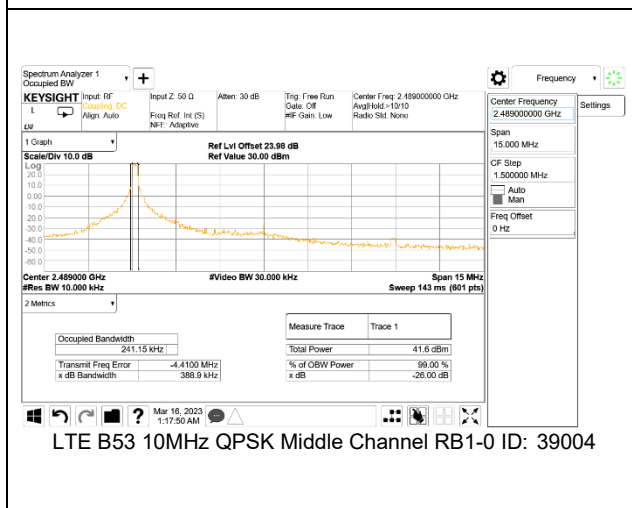 Spectrum Analyzer 1
Occupied BW
Frequency
KEYSIGHT Input: RF Input Z: 50 Ω Atten: 30 dB Trig: Free Run Center Freq: 2.489000000 GHz
L Coupling: DC Gate: Off Avg|Hold:>10/10
Align: Auto Freq Ref: Int (S) #IF Gain: Low Radio Std: None
NFE: Adaptive
Center Frequency
2.489000000 GHz
Settings
Span
15.000 MHz
CF Step
1.500000 MHz
Auto
Man
Freq Offset
0 Hz
1 Graph
Ref Lvl Offset 23.98 dB
Scale/Div 10.0 dB Ref Value 30.00 dBm
Log
20.0
10.0
0.00
-10.0
-20.0
-30.0
-40.0
-50.0
-60.0
Center 2.489000 GHz #Video BW 30.000 kHz Span 15 MHz
#Res BW 10.000 kHz Sweep 143 ms (601 pts)
2 Metrics
Measure Trace Trace 1
Occupied Bandwidth
241.15 kHz Total Power 41.6 dBm
Transmit Freq Error -4.4100 MHz % of OBW Power 99.00 %
x dB Bandwidth 388.9 kHz x dB -26.00 dB
Mar 16, 2023
1:17:50 AM
LTE B53 10MHz QPSK Middle Channel RB1-0 ID: 39004